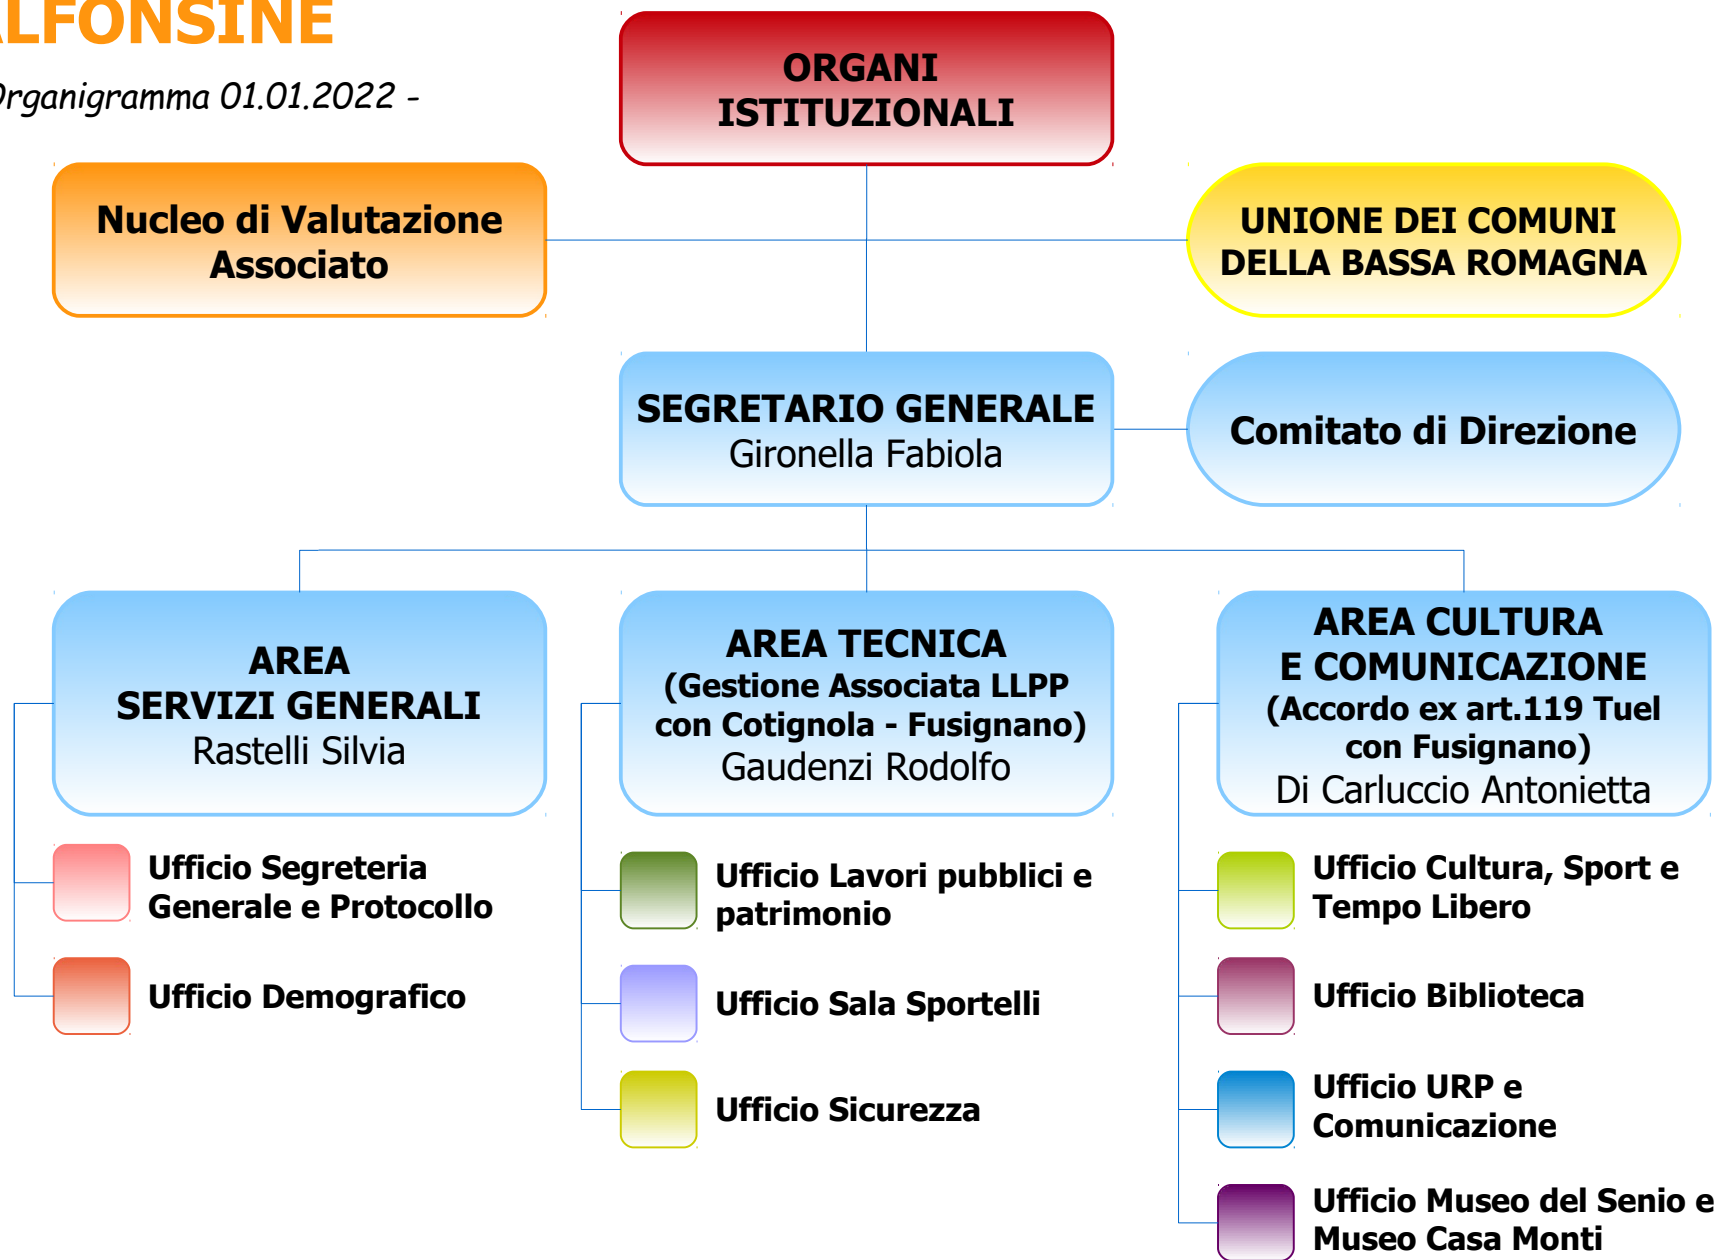 ALFONSINE
Organigramma 01.01.2022 -
ORGANI
ISTITUZIONALI
Nucleo di Valutazione
Associato
UNIONE DEI COMUNI
DELLA BASSA ROMAGNA
SEGRETARIO GENERALE
Gironella Fabiola
Comitato di Direzione
AREA
SERVIZI GENERALI
Rastelli Silvia
AREA TECNICA
(Gestione Associata LLPP
con Cotignola - Fusignano)
Gaudenzi Rodolfo
AREA CULTURA
E COMUNICAZIONE
(Accordo ex art.119 Tuel
con Fusignano)
Di Carluccio Antonietta
Ufficio Segreteria
Generale e Protocollo
Ufficio Demografico
Ufficio Lavori pubblici e
patrimonio
Ufficio Sala Sportelli
Ufficio Sicurezza
Ufficio Cultura, Sport e
Tempo Libero
Ufficio Biblioteca
Ufficio URP e
Comunicazione
Ufficio Museo del Senio e
Museo Casa Monti